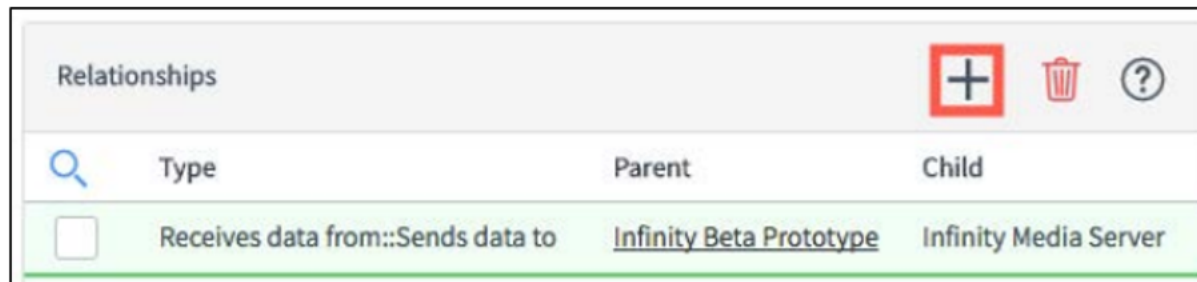 Relationships
Type Parent Child
Receives data from::Sends data to Infinity Beta Prototype Infinity Media Server